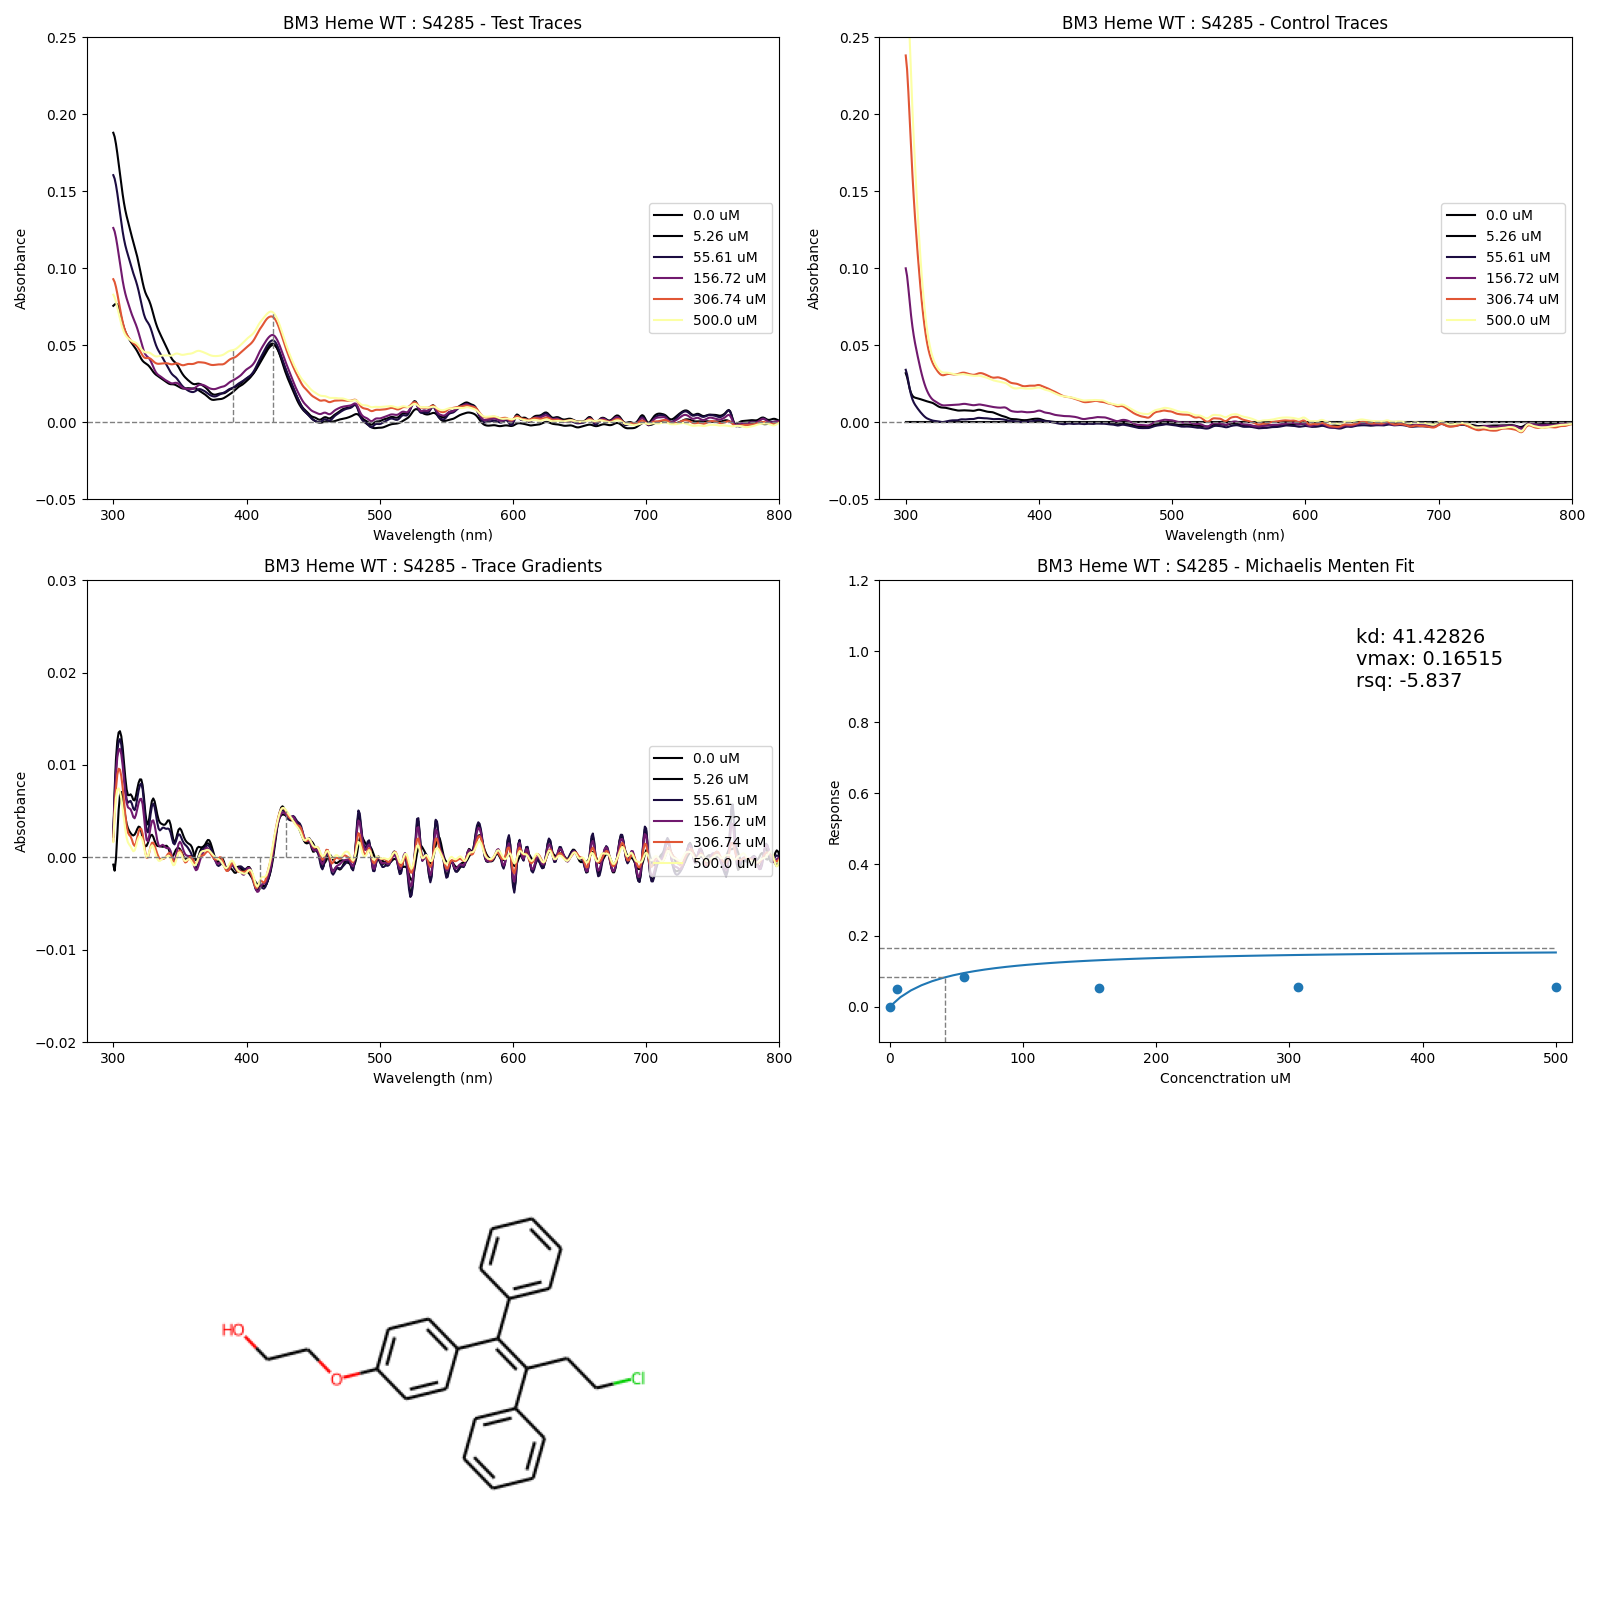 BM3 Heme WT : S4285 - Test Traces
0.25
0.20
0.15
0.10
0.05
0.00
−0.05
Absorbance
300 400 500 600 700 800
Wavelength (nm)
0.0 uM
5.26 uM
55.61 uM
156.72 uM
306.74 uM
500.0 uM
BM3 Heme WT : S4285 - Control Traces
0.25
0.20
0.15
0.10
0.05
0.00
−0.05
Absorbance
300 400 500 600 700 800
Wavelength (nm)
0.0 uM
5.26 uM
55.61 uM
156.72 uM
306.74 uM
500.0 uM
BM3 Heme WT : S4285 - Trace Gradients
0.03
0.02
0.01
0.00
−0.01
−0.02
Absorbance
300 400 500 600 700 800
Wavelength (nm)
0.0 uM
5.26 uM
55.61 uM
156.72 uM
306.74 uM
500.0 uM
BM3 Heme WT : S4285 - Michaelis Menten Fit
1.2
1.0
0.8
0.6
0.4
0.2
0.0
Response
0 100 200 300 400 500
Concenctration uM
kd: 41.42826
vmax: 0.16515
rsq: -5.837
HO
O
Cl